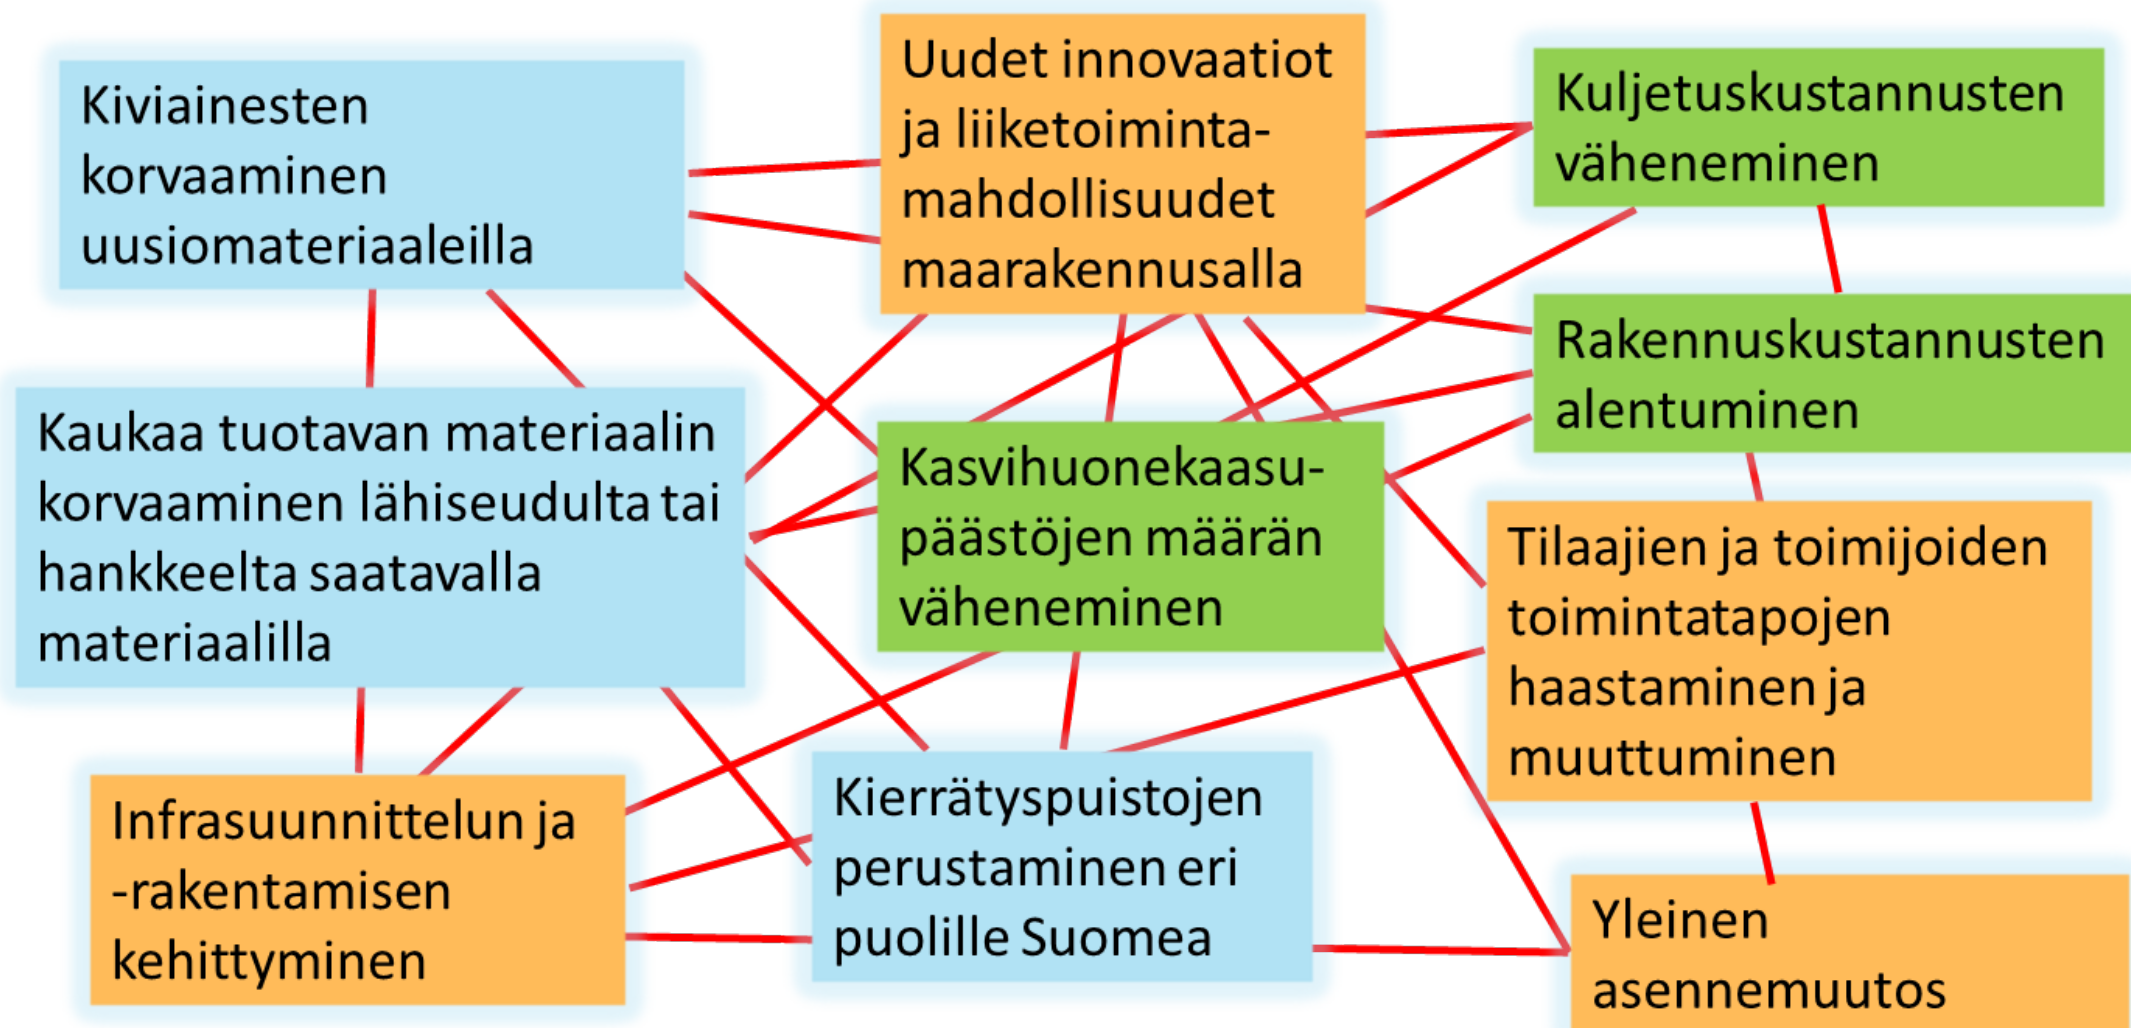 Kiviainesten
korvaaminen
uusiomateriaaleilla
Uudet innovaatiot
ja liiketoiminta-
mahdollisuudet
maarakennusalla
Kuljetuskustannusten
väheneminen
Rakennuskustannusten
alentuminen
Kaukaa tuotavan materiaalin
korvaaminen lähiseudulta tai
hankkeelta saatavalla
materiaalilla
Kasvihuonekaasu-
päästöjen määrän
väheneminen
Tilaajien ja toimijoiden
toimintatapojen
haastaminen ja
muuttuminen
Infrasuunnittelun ja
-rakentamisen
kehittyminen
Kierrätyspuistojen
perustaminen eri
puolille Suomea
Yleinen
asennemuutos